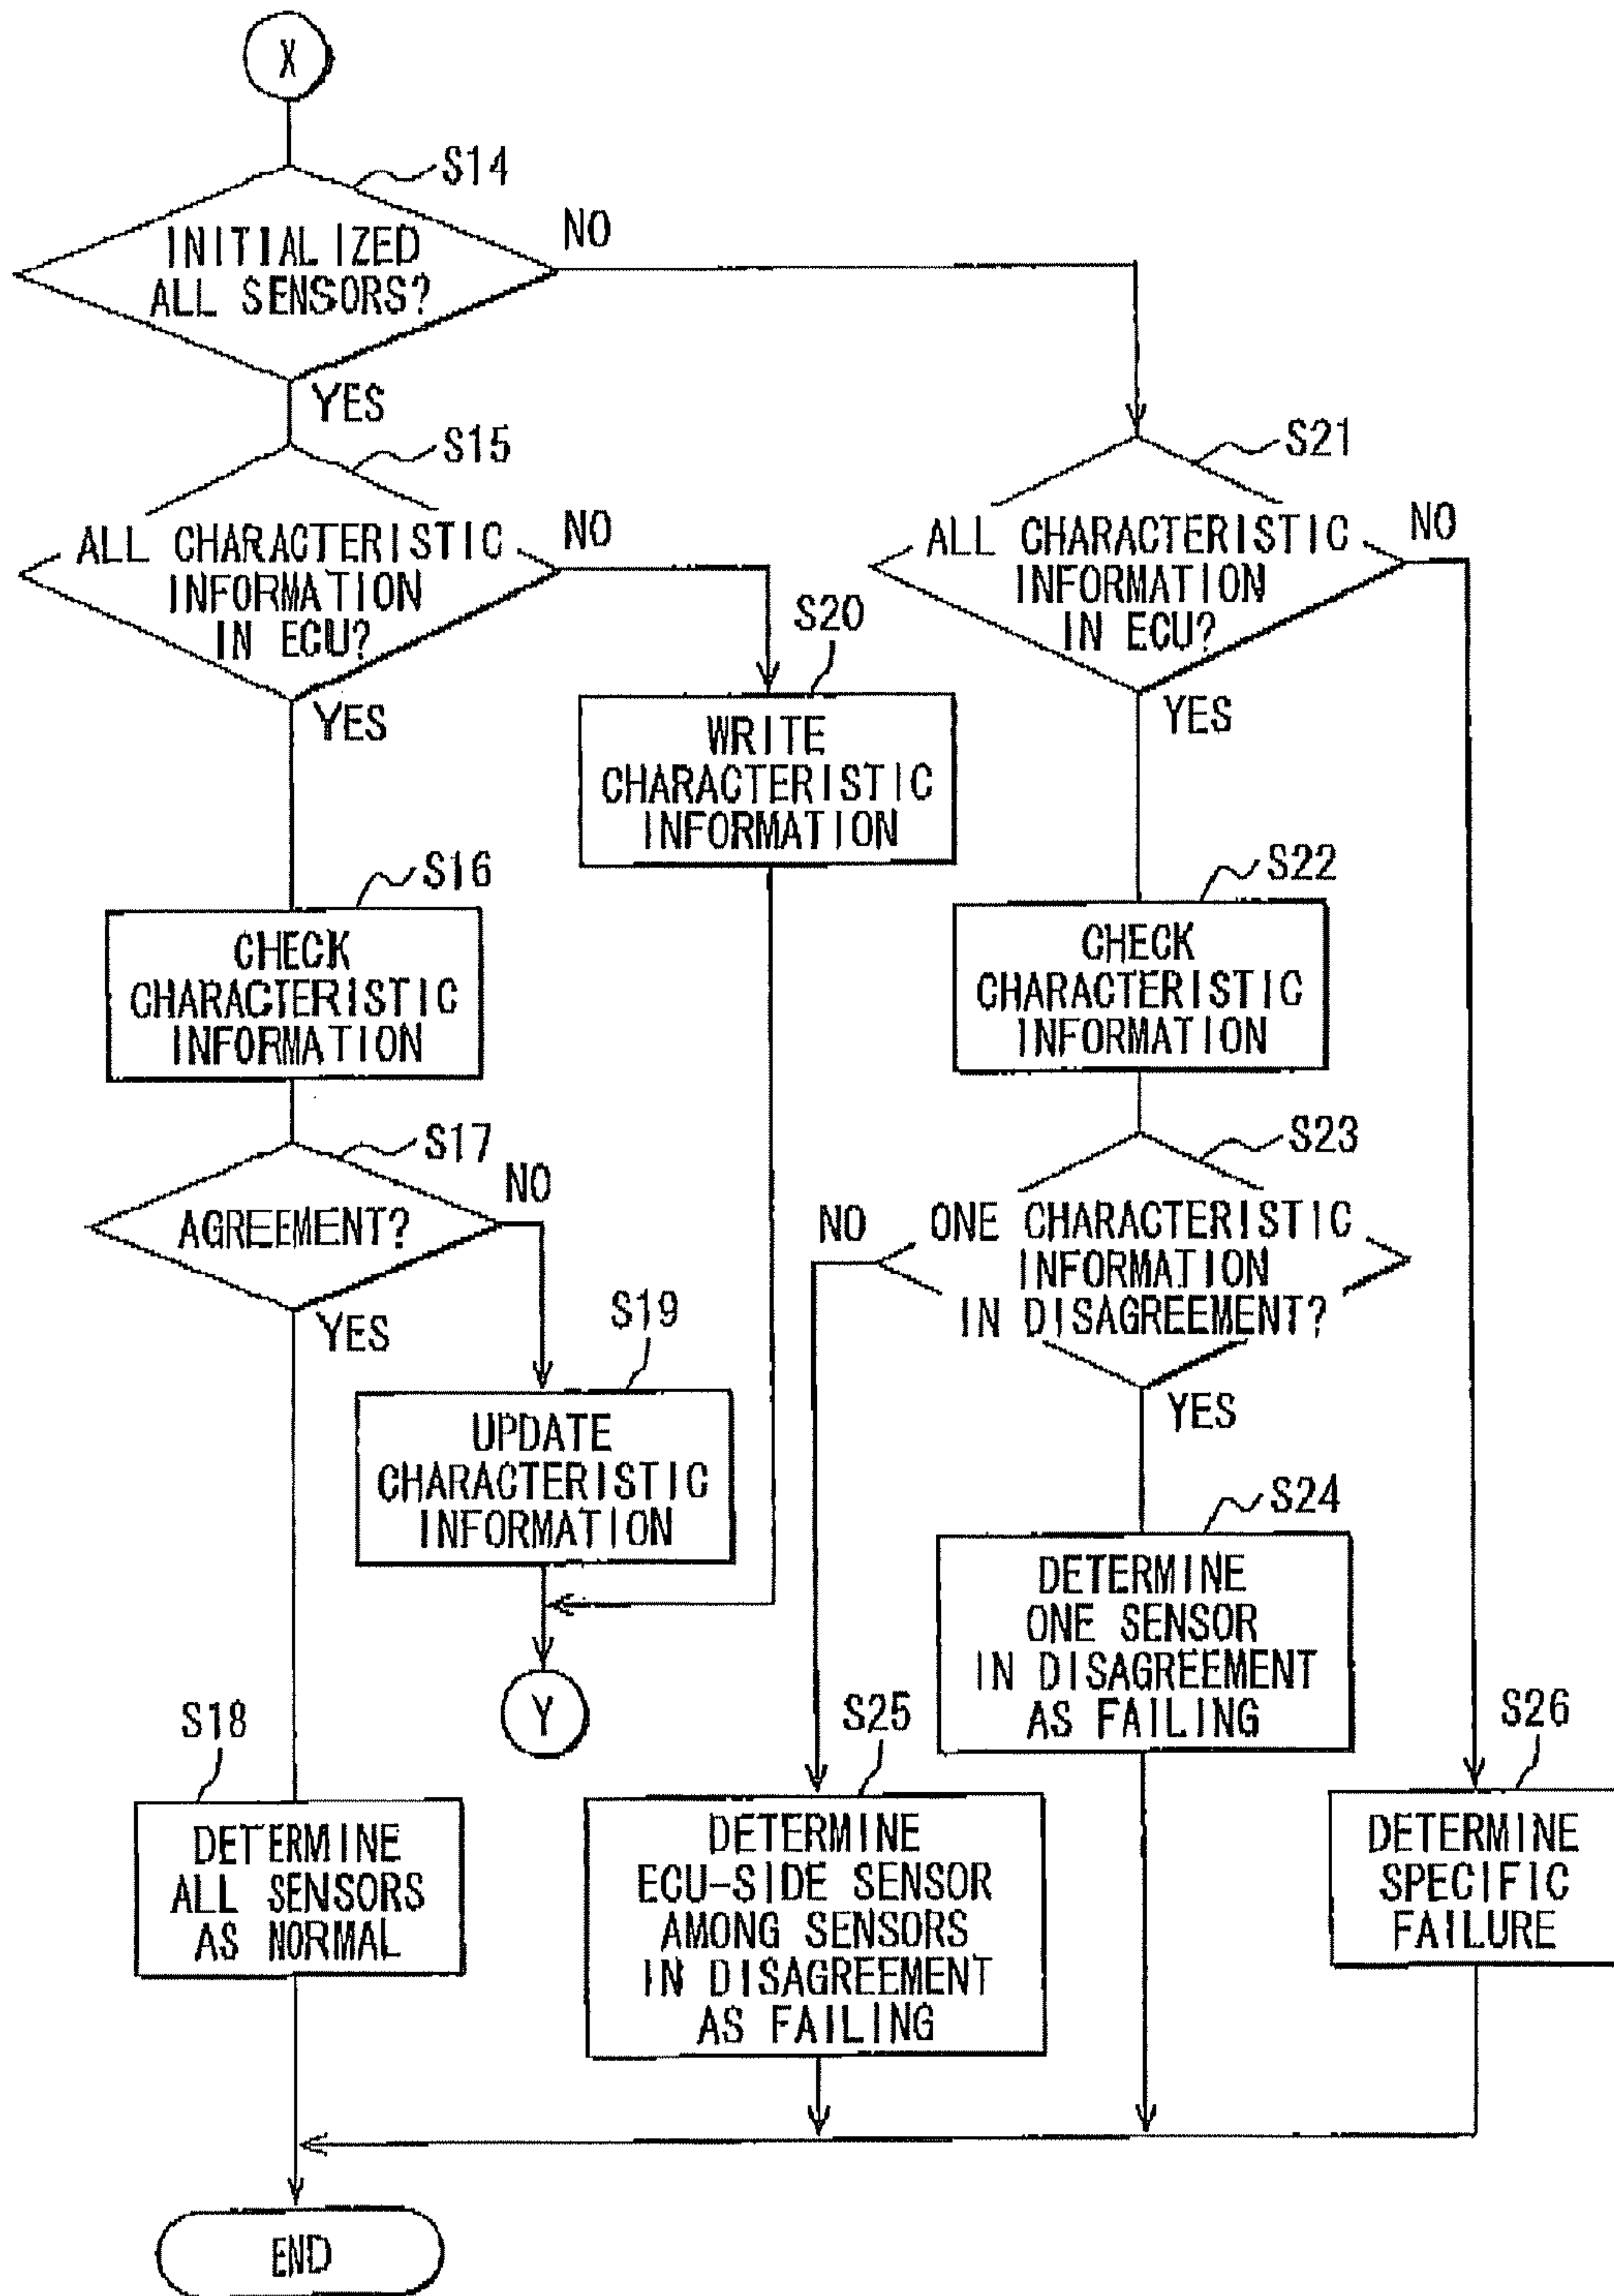 X
S14
INITIALIZED
ALL SENSORS?
NO
YES
S15
ALL CHARACTERISTIC
INFORMATION
IN ECU?
NO
YES
S21
ALL CHARACTERISTIC
INFORMATION
IN ECU?
NO
YES
S20
WRITE
CHARACTERISTIC
INFORMATION
S16
CHECK
CHARACTERISTIC
INFORMATION
S22
CHECK
CHARACTERISTIC
INFORMATION
S17
AGREEMENT?
NO
YES
S23
ONE CHARACTERISTIC
INFORMATION
IN DISAGREEMENT?
NO
YES
S19
UPDATE
CHARACTERISTIC
INFORMATION
Y
S24
DETERMINE
ONE SENSOR
IN DISAGREEMENT
AS FAILING
S18
DETERMINE
ALL SENSORS
AS NORMAL
S25
DETERMINE
ECU-SIDE SENSOR
AMONG SENSORS
IN DISAGREEMENT
AS FAILING
S26
DETERMINE
SPECIFIC
FAILURE
END